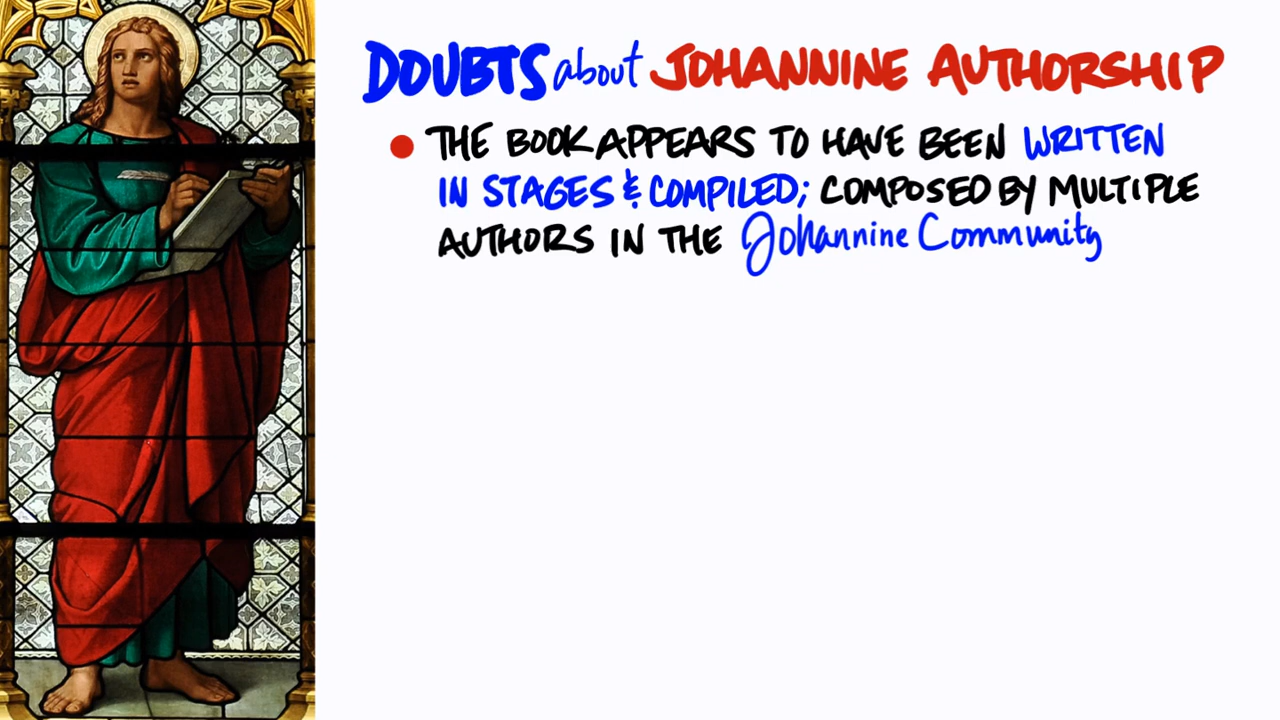 DOUBTS about JOHANNINE AUTHORSHIP
• THE BOOK APPEARS TO HAVE BEEN WRITTEN
IN STAGES & COMPILED; COMPOSED BY MULTIPLE
AUTHORS IN THE Johannine Community